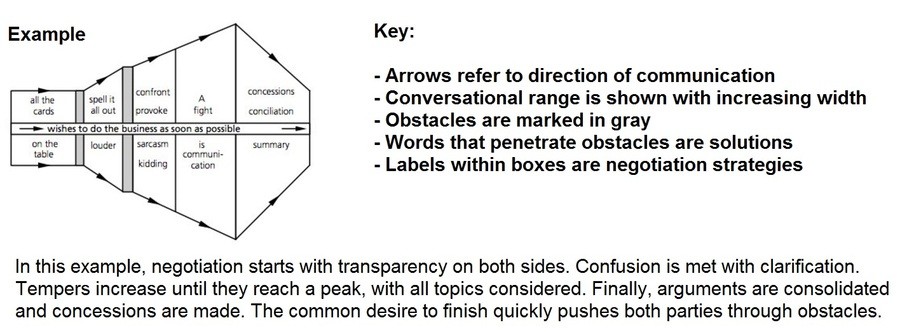 Example
all the
cards
spell it
all out
confront
provoke
A
fight
concessions
conciliation
wishes to do the business as soon as possible
on the
table
louder
sarcasm
kidding
is
communi-
cation
summary
Key:
- Arrows refer to direction of communication
- Conversational range is shown with increasing width
- Obstacles are marked in gray
- Words that penetrate obstacles are solutions
- Labels within boxes are negotiation strategies
In this example, negotiation starts with transparency on both sides. Confusion is met with clarification.
Tempers increase until they reach a peak, with all topics considered. Finally, arguments are consolidated
and concessions are made. The common desire to finish quickly pushes both parties through obstacles.